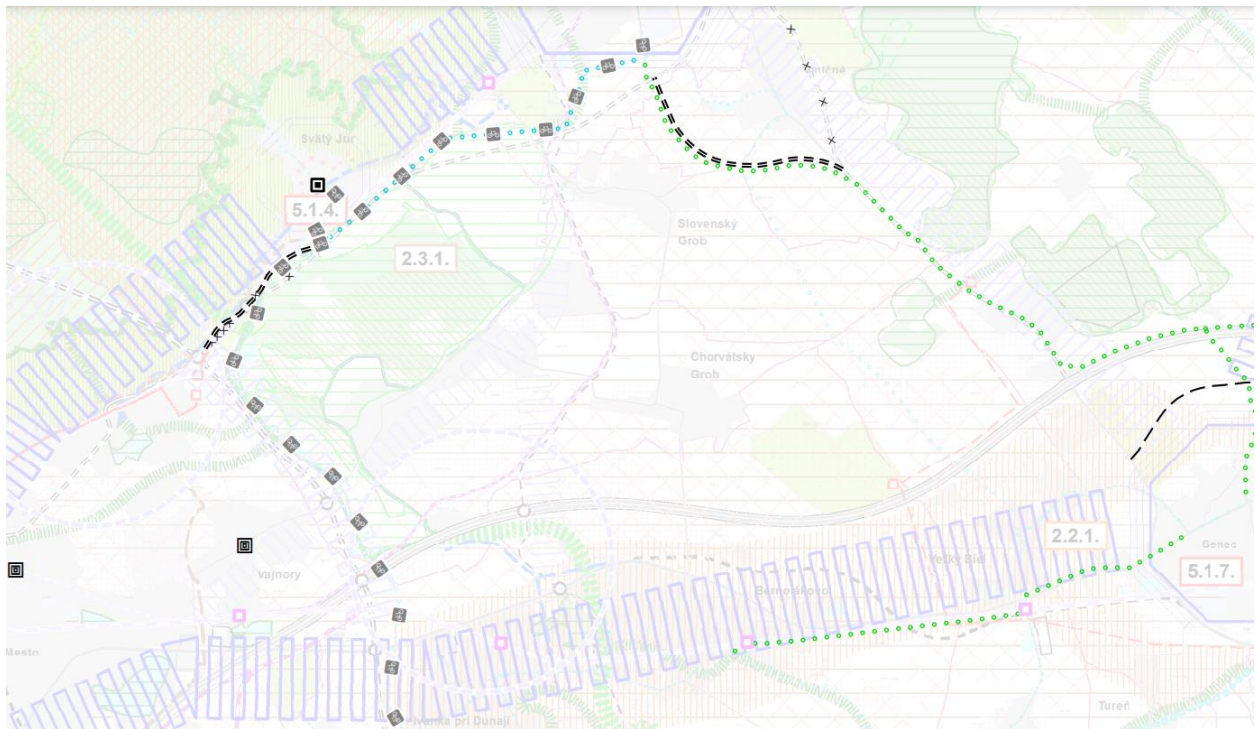 Svätý Jur
5.1.4.
2.3.1.
Slovenský
Grob
Chorvátsky
Grob
2.2.1.
Senec
5.1.7.
Veľký Biel
Bernolákovo
Vajnory
Mesto
Ivanka pri Dunaji
Tureň